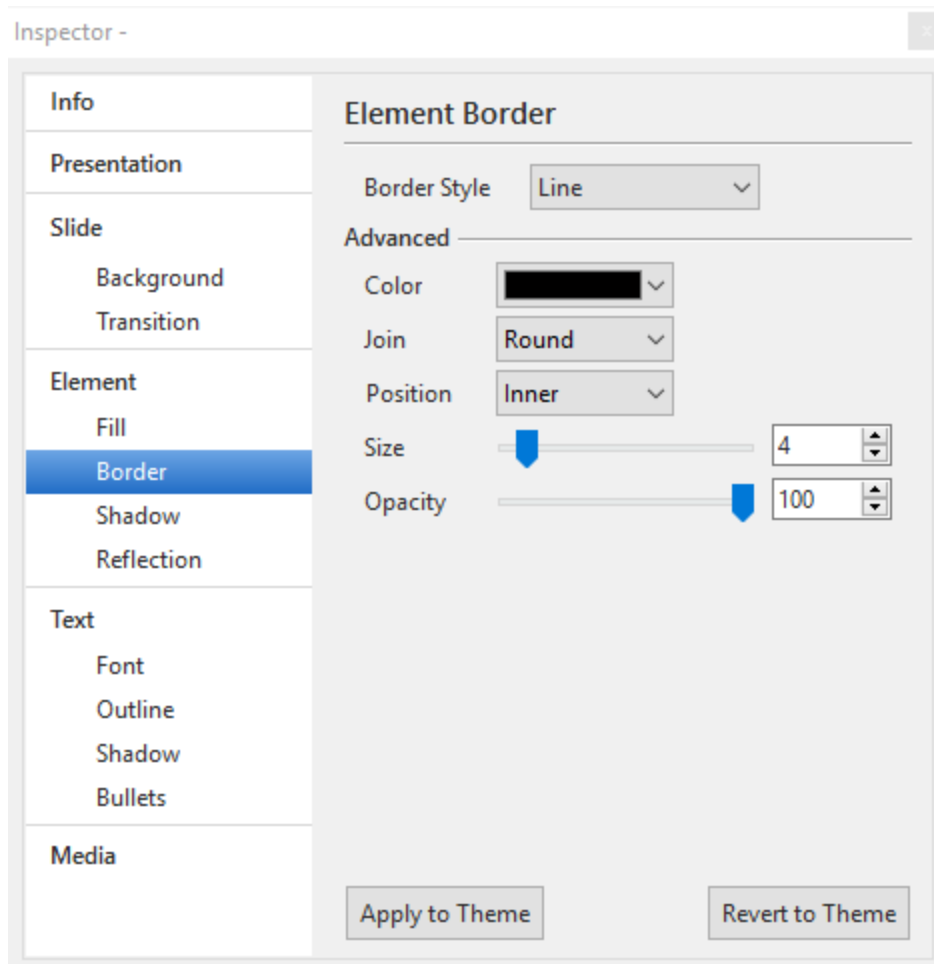 Inspector -
x
Info
Presentation
Slide
Background
Transition
Element
Fill
Border
Shadow
Reflection
Text
Font
Outline
Shadow
Bullets
Media
Element Border
Border Style Line
Advanced
Color
Join Round
Position Inner
Size 4
Opacity 100
Apply to Theme Revert to Theme